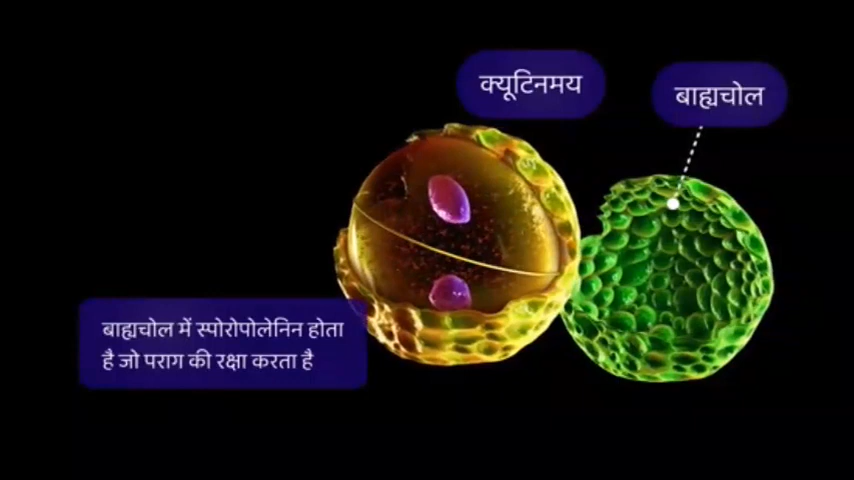 क्यूटिनमय
बाह्यचोल
बाह्यचोल में स्पोरोपोलेनिन होता
है जो पराग की रक्षा करता है